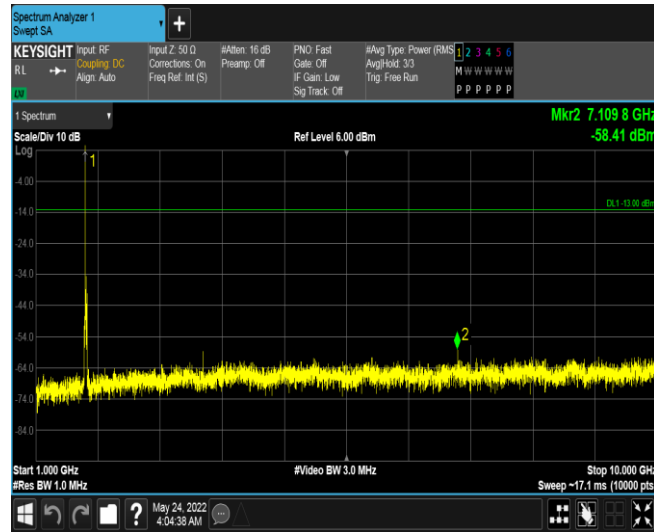 Spectrum Analyzer 1
Swept SA
+
KEYSIGHT
RL
LXI
Input: RF
Coupling: DC
Align: Auto
Input Z: 50 Ω
Corrections: On
Freq Ref: Int (S)
#Atten: 16 dB
Preamp: Off
PNO: Fast
Gate: Off
IF Gain: Low
Sig Track: Off
#Avg Type: Power (RMS
Avg|Hold: 3/3
Trig: Free Run
1 2 3 4 5 6
M W W W W W
P P P P P P
1 Spectrum
Mkr2 7.109 8 GHz
Scale/Div 10 dB
Ref Level 6.00 dBm
-58.41 dBm
Log
1
-4.00
DL1 -13.00 dBm
-14.0
-24.0
-34.0
-44.0
-54.0
2
-64.0
-74.0
-84.0
Start 1.000 GHz
#Video BW 3.0 MHz
Stop 10.000 GHz
#Res BW 1.0 MHz
Sweep ~17.1 ms (10000 pts
?
May 24, 2022
4:04:38 AM